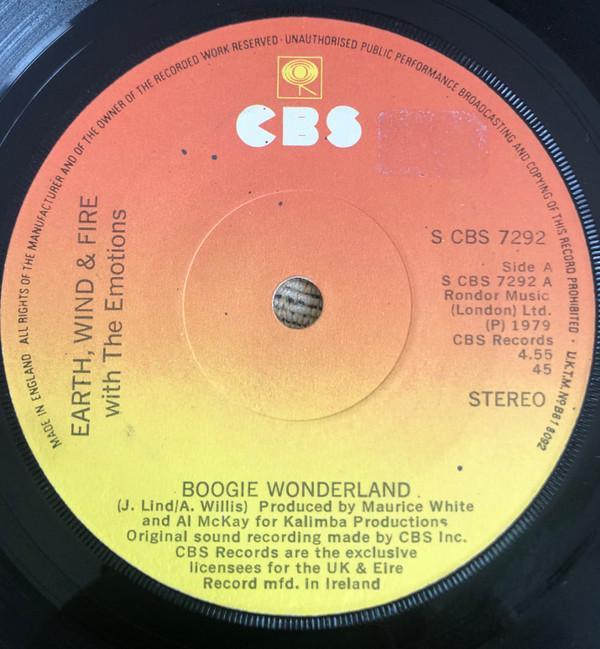 MADE IN ENGLAND ALL RIGHTS OF THE MANUFACTURER AND OF THE OWNER OF THE RECORDED WORK RESERVED · UNAUTHORISED PUBLIC PERFORMANCE BROADCASTING AND COPYING OF THIS RECORD PROHIBITED · U.K.T.M. Nº B818092
CBS
EARTH, WIND & FIRE
with The Emotions
S CBS 7292
Side A
S CBS 7292 A
Rondor Music
(London) Ltd.
(P) 1979
CBS Records
4.55
45
STEREO
BOOGIE WONDERLAND
(J. Lind/A. Willis) Produced by Maurice White
and Al McKay for Kalimba Productions
Original sound recording made by CBS Inc.
CBS Records are the exclusive
licensees for the UK & Eire
Record mfd. in Ireland